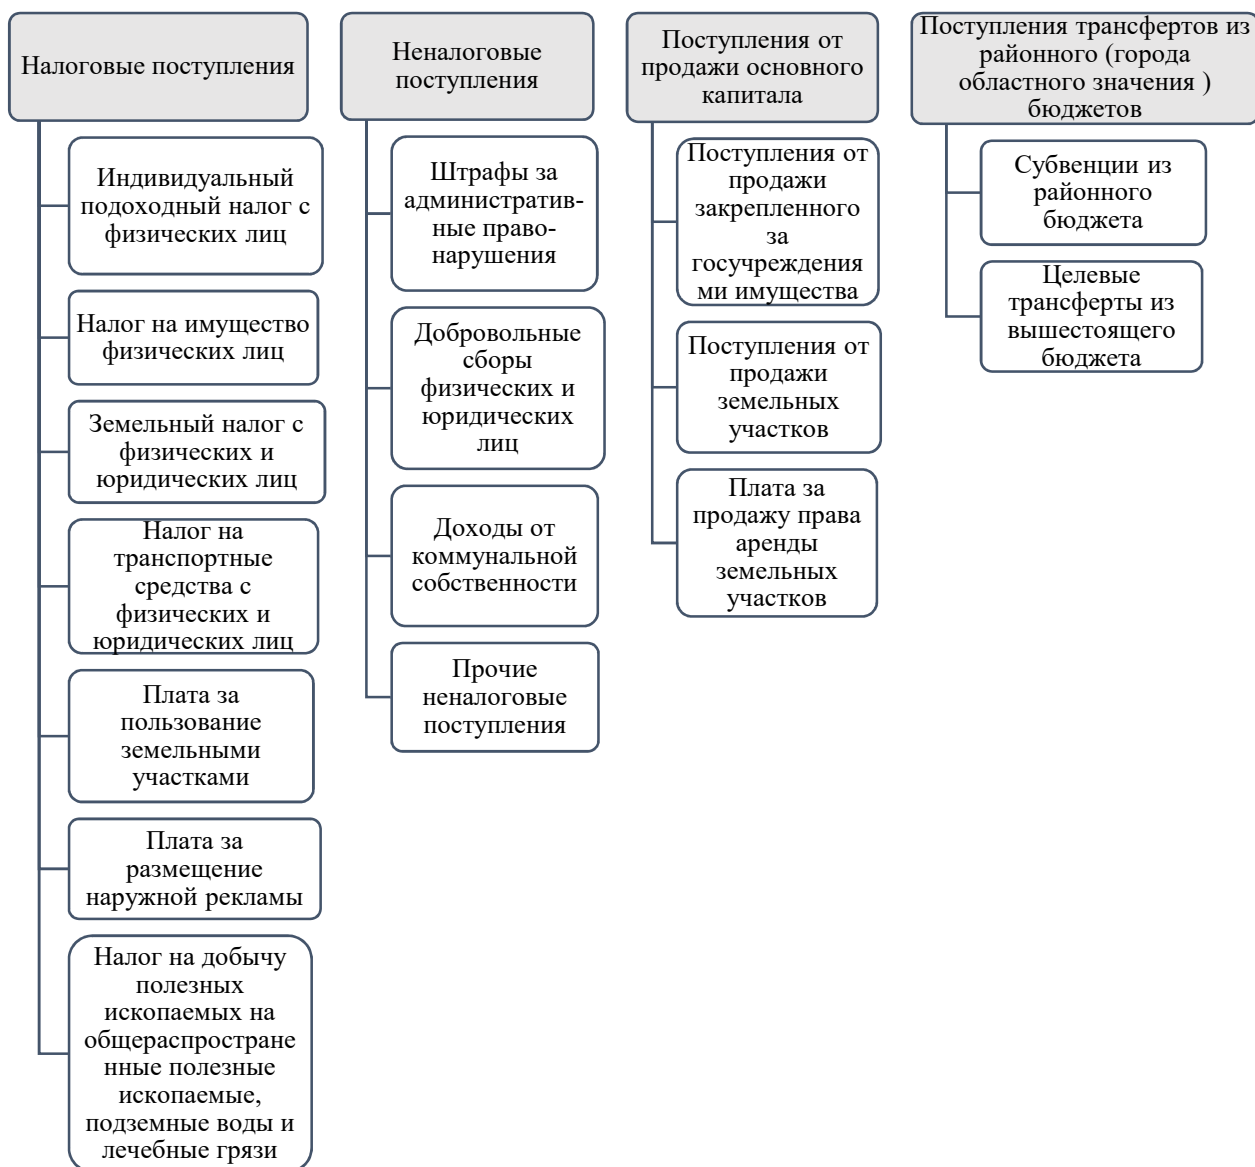 Налоговые поступления
Индивидуальный
подоходный налог с
физических лиц
Налог на имущество
физических лиц
Земельный налог с
физических и
юридических лиц
Налог на
транспортные
средства с
физических и
юридических лиц
Плата за
пользование
земельными
участками
Плата за
размещение
наружной рекламы
Налог на добычу
полезных
ископаемых на
общераспростране
нные полезные
ископаемые,
подземные воды и
лечебные грязи
Неналоговые
поступления
Штрафы за
административ-
ные право-
нарушения
Добровольные
сборы
физических и
юридических
лиц
Доходы от
коммунальной
собственности
Прочие
неналоговые
поступления
Поступления от
продажи основного
капитала
Поступления от
продажи
закрепленного
за
госучреждения
ми имущества
Поступления от
продажи
земельных
участков
Плата за
продажу права
аренды
земельных
участков
Поступления трансфертов из
районного (города
областного значения )
бюджетов
Субвенции из
районного
бюджета
Целевые
трансферты из
вышестоящего
бюджета